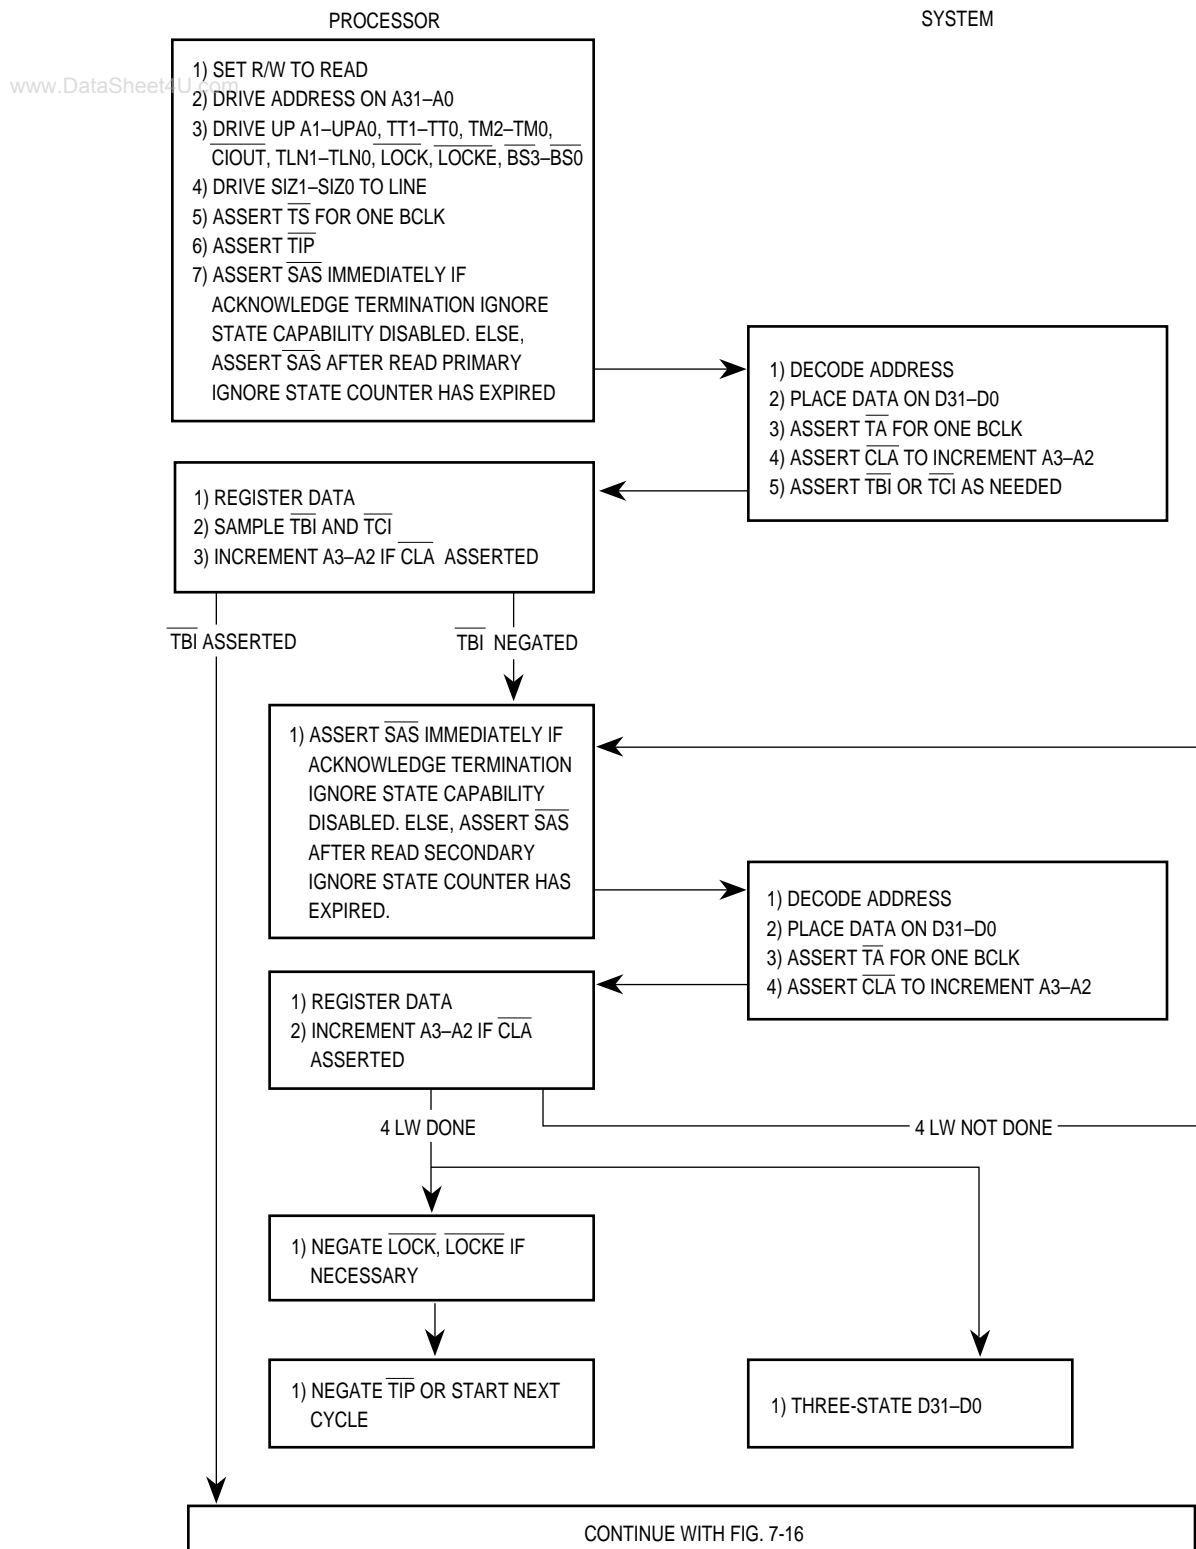 PROCESSOR
SYSTEM
www.DataSheet4U.com
1) SET R/W TO READ
2) DRIVE ADDRESS ON A31–A0
3) DRIVE UP A1–UPA0, TT1–TT0, TM2–TM0,
CIOUT, TLN1–TLN0, LOCK, LOCKE, BS3–BS0
4) DRIVE SIZ1–SIZ0 TO LINE
5) ASSERT TS FOR ONE BCLK
6) ASSERT TIP
7) ASSERT SAS IMMEDIATELY IF
ACKNOWLEDGE TERMINATION IGNORE
STATE CAPABILITY DISABLED. ELSE,
ASSERT SAS AFTER READ PRIMARY
IGNORE STATE COUNTER HAS EXPIRED
1) DECODE ADDRESS
2) PLACE DATA ON D31–D0
3) ASSERT TA FOR ONE BCLK
4) ASSERT CLA TO INCREMENT A3–A2
5) ASSERT TBI OR TCI AS NEEDED
1) REGISTER DATA
2) SAMPLE TBI AND TCI
3) INCREMENT A3–A2 IF CLA ASSERTED
TBI ASSERTED
TBI NEGATED
1) ASSERT SAS IMMEDIATELY IF
ACKNOWLEDGE TERMINATION
IGNORE STATE CAPABILITY
DISABLED. ELSE, ASSERT SAS
AFTER READ SECONDARY
IGNORE STATE COUNTER HAS
EXPIRED.
1) DECODE ADDRESS
2) PLACE DATA ON D31–D0
3) ASSERT TA FOR ONE BCLK
4) ASSERT CLA TO INCREMENT A3–A2
1) REGISTER DATA
2) INCREMENT A3–A2 IF CLA
ASSERTED
4 LW DONE
4 LW NOT DONE
1) NEGATE LOCK, LOCKE IF
NECESSARY
1) NEGATE TIP OR START NEXT
CYCLE
1) THREE-STATE D31–D0
CONTINUE WITH FIG. 7-16